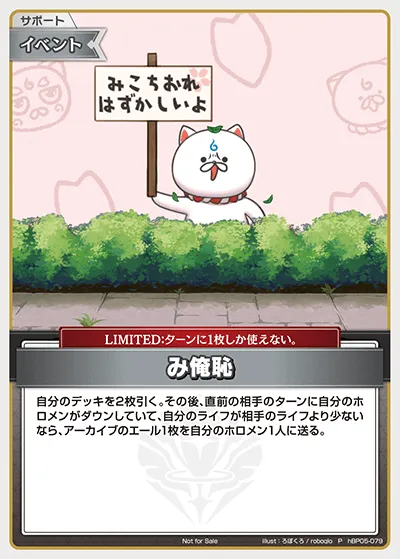 サポート
イベント
みこちおれ
はずかしいよ
LIMITED:ターンに1枚しか使えない。
み俺恥
自分のデッキを2枚引く。その後、直前の相手のターンに自分のホ
ロメンがダウンしていて、自分のライフが相手のライフより少ない
なら、アーカイブのエール1枚を自分のホロメン1人に送る。
Not for Sale
illust:ろぼくろ / roboqlo P hBP05-079